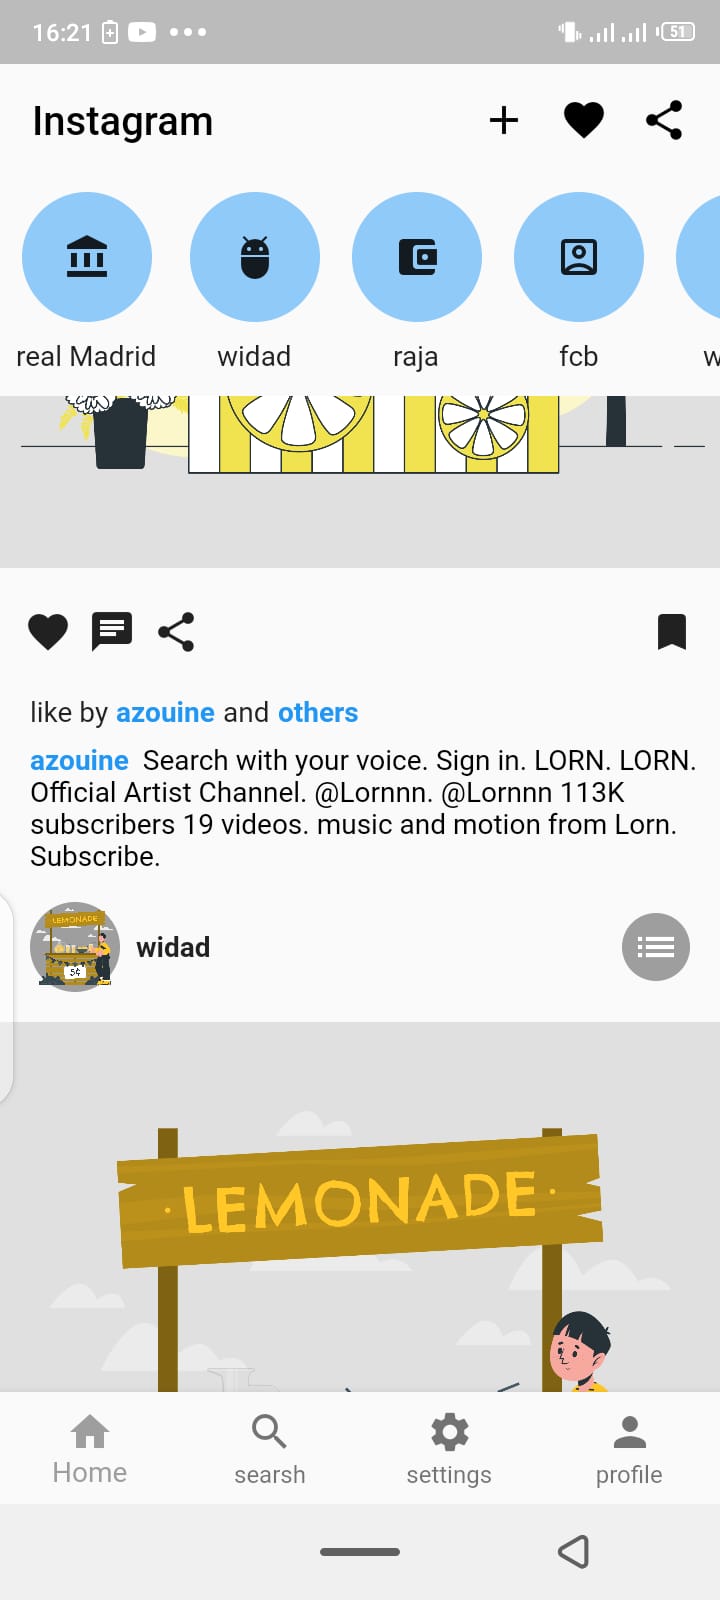 16:21
51
Instagram
real Madrid widad raja fcb w
like by azouine and others
azouine Search with your voice. Sign in. LORN. LORN.
Official Artist Channel. @Lornnn. @Lornnn 113K
subscribers 19 videos. music and motion from Lorn.
Subscribe.
LEMONADE
5¢
widad
· LEMONADE ·
Home searsh settings profile